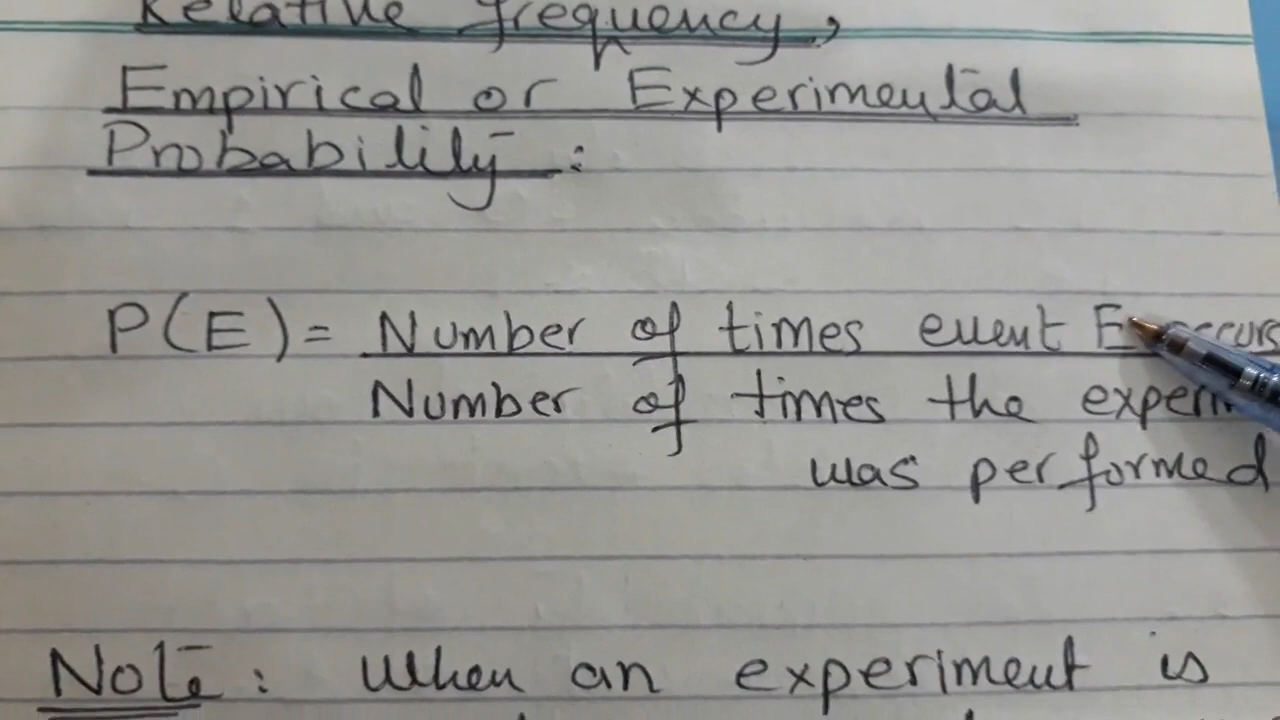 Relative frequency,
Empirical or Experimental
Probability :
P(E) = Number of times event E occurs
Number of times the
was performed
Note : When an experiment is